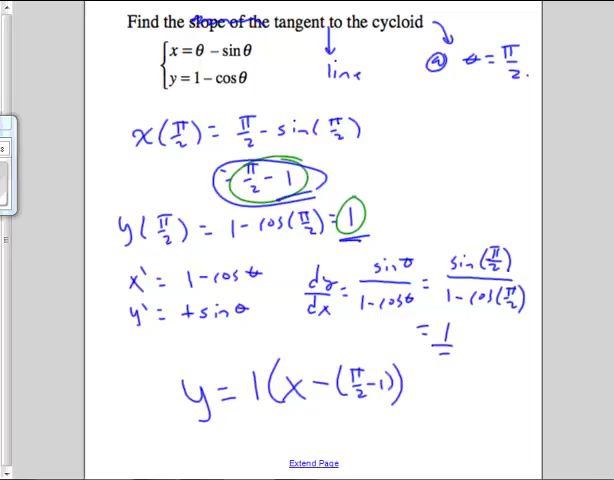 Find the slope of the tangent to the cycloid
@ θ = π/2.
line
{x = θ – sinθ
y = 1 – cosθ
x(π/2) = π/2 - sin(π/2)
= π/2 - 1
y(π/2) = 1 - cos(π/2) = 1
x' = 1 - cosθ
y' = + sinθ
dy/dx = sinθ/(1 - cosθ) = sin(π/2)/(1 - cos(π/2))
= 1
y = 1(x - (π/2 - 1))
Extend Page